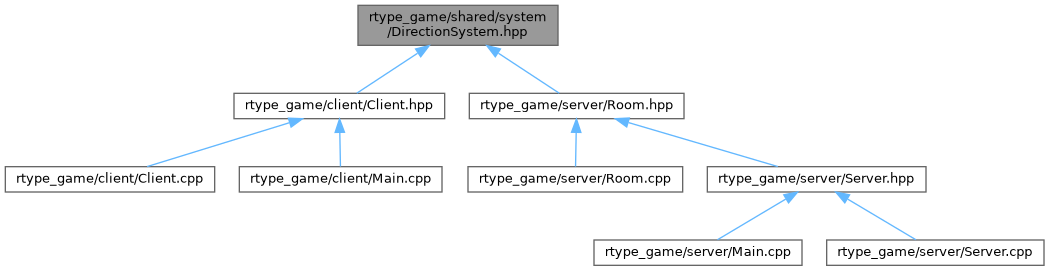 rtype_game/shared/system
/DirectionSystem.hpp
rtype_game/client/Client.hpp
rtype_game/server/Room.hpp
rtype_game/client/Client.cpp
rtype_game/client/Main.cpp
rtype_game/server/Room.cpp
rtype_game/server/Server.hpp
rtype_game/server/Main.cpp
rtype_game/server/Server.cpp